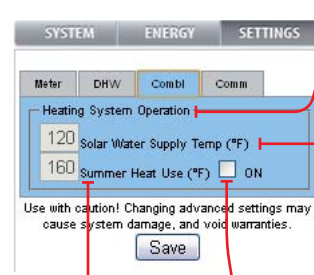 SYSTEM ENERGY SETTINGS
Meter DHW Combi Comm
Heating System Operation
120 Solar Water Supply Temp (°F)
160 Summer Heat Use (°F) ON
Use with caution! Changing advanced settings may
cause system damage, and void warranties.
Save